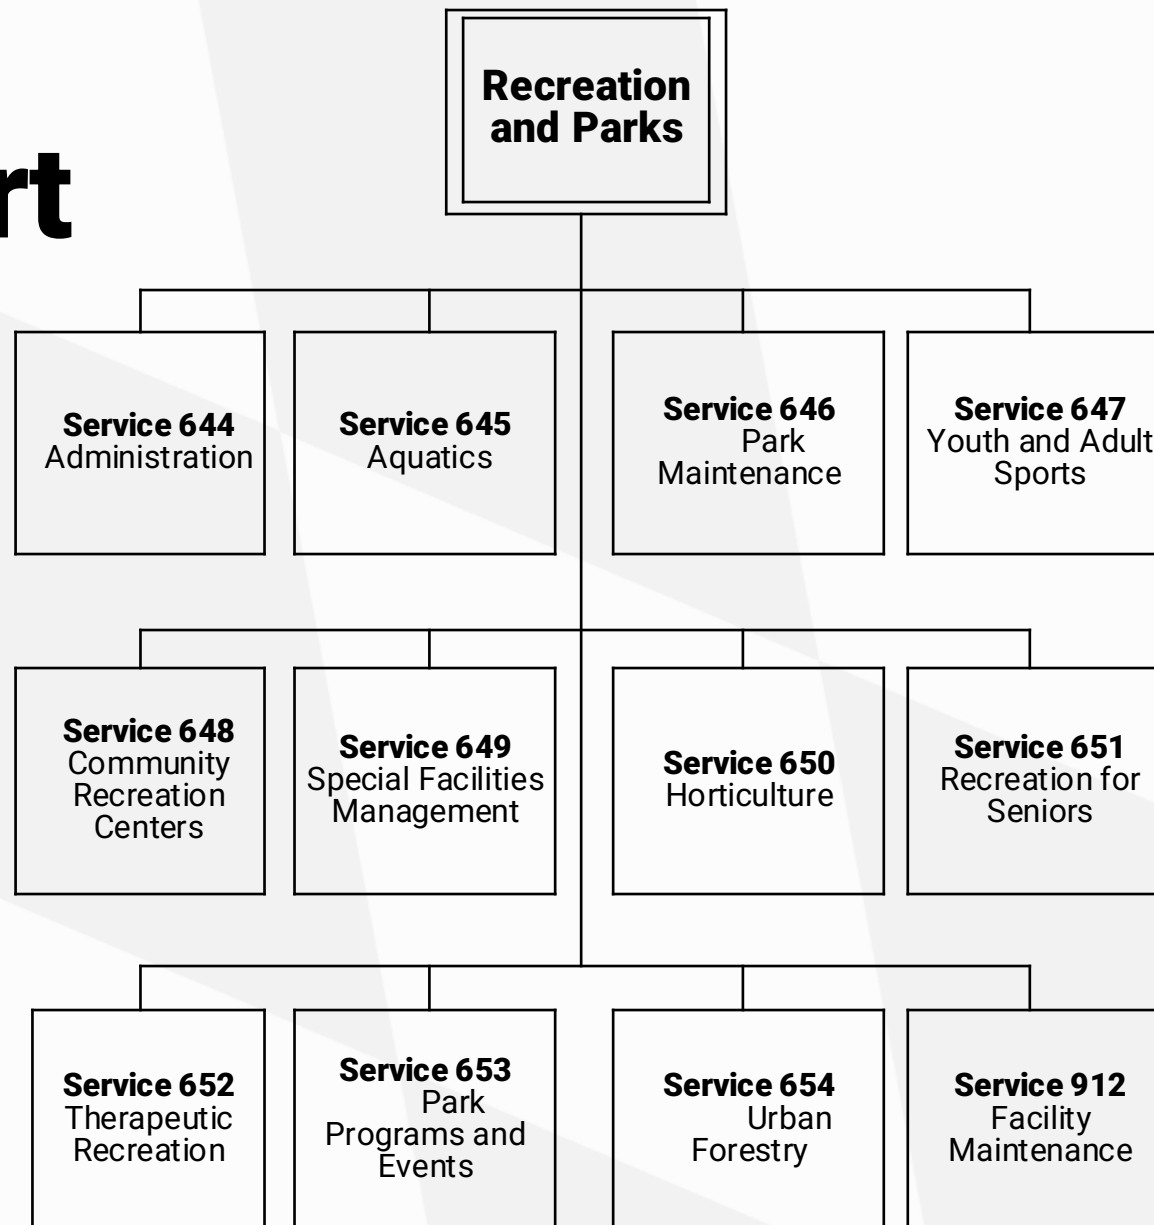 Recreation
and Parks
rt
Service 644
Administration
Service 645
Aquatics
Service 646
Park
Maintenance
Service 647
Youth and Adult
Sports
Service 648
Community
Recreation
Centers
Service 649
Special Facilities
Management
Service 650
Horticulture
Service 651
Recreation for
Seniors
Service 652
Therapeutic
Recreation
Service 653
Park
Programs and
Events
Service 654
Urban
Forestry
Service 912
Facility
Maintenance